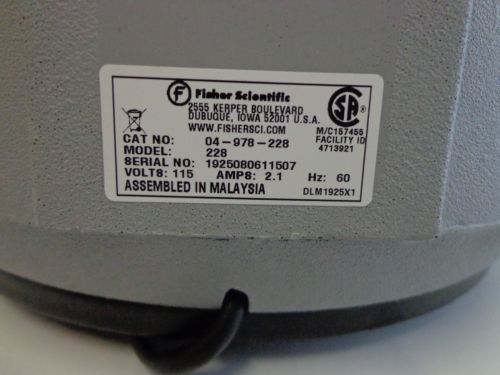 F Fisher Scientific
2555 KERPER BOULEVARD
DUBUQUE, IOWA 52001 U.S.A.
WWW.FISHERSCI.COM
CSA
M/C157455
FACILITY ID
4713921
CAT NO: 04-978-228
MODEL: 228
SERIAL NO: 1925080611507
VOLTS: 115 AMPS: 2.1 Hz: 60
ASSEMBLED IN MALAYSIA DLM1925X1